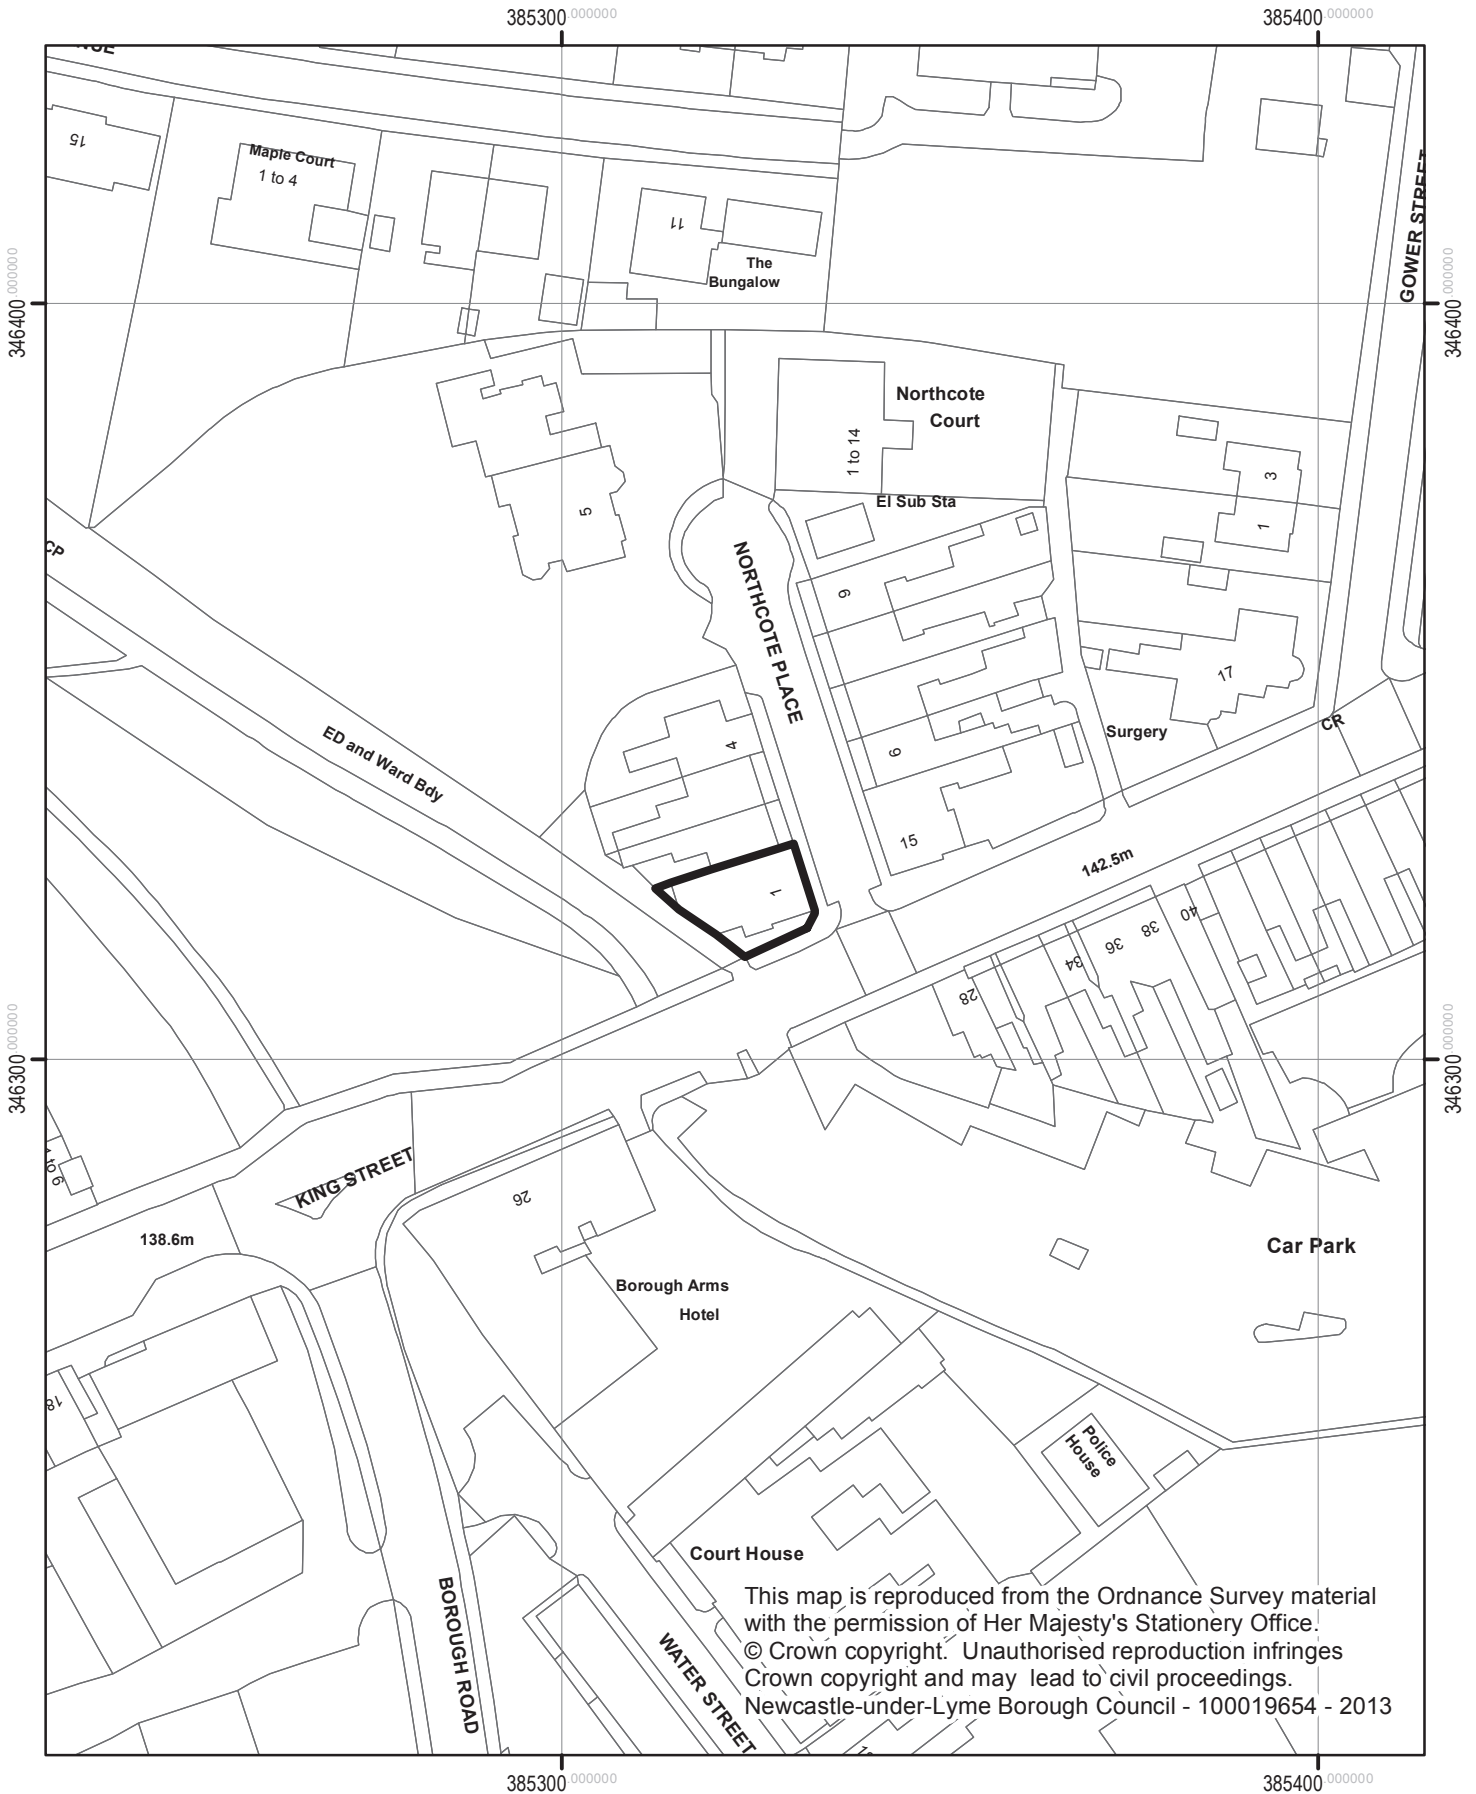 385300.000000
385400.000000
15
Maple Court
1 to 4
11
The
Bungalow
GOWER STREET
346400.000000
346400.000000
Northcote
Court
1 to 14
El Sub Sta
3
1
5
CP
NORTHCOTE PLACE
9
17
4
6
Surgery
CR
ED and Ward Bdy
15
142.5m
1
40
38
36
34
28
346300.000000
346300.000000
KING STREET
26
138.6m
Car Park
Borough Arms
Hotel
18
Police
House
Court House
This map is reproduced from the Ordnance Survey material
with the permission of Her Majesty's Stationery Office.
© Crown copyright.  Unauthorised reproduction infringes
Crown copyright and may  lead to civil proceedings.
Newcastle-under-Lyme Borough Council - 100019654 - 2013
BOROUGH ROAD
WATER STREET
385300.000000
385400.000000